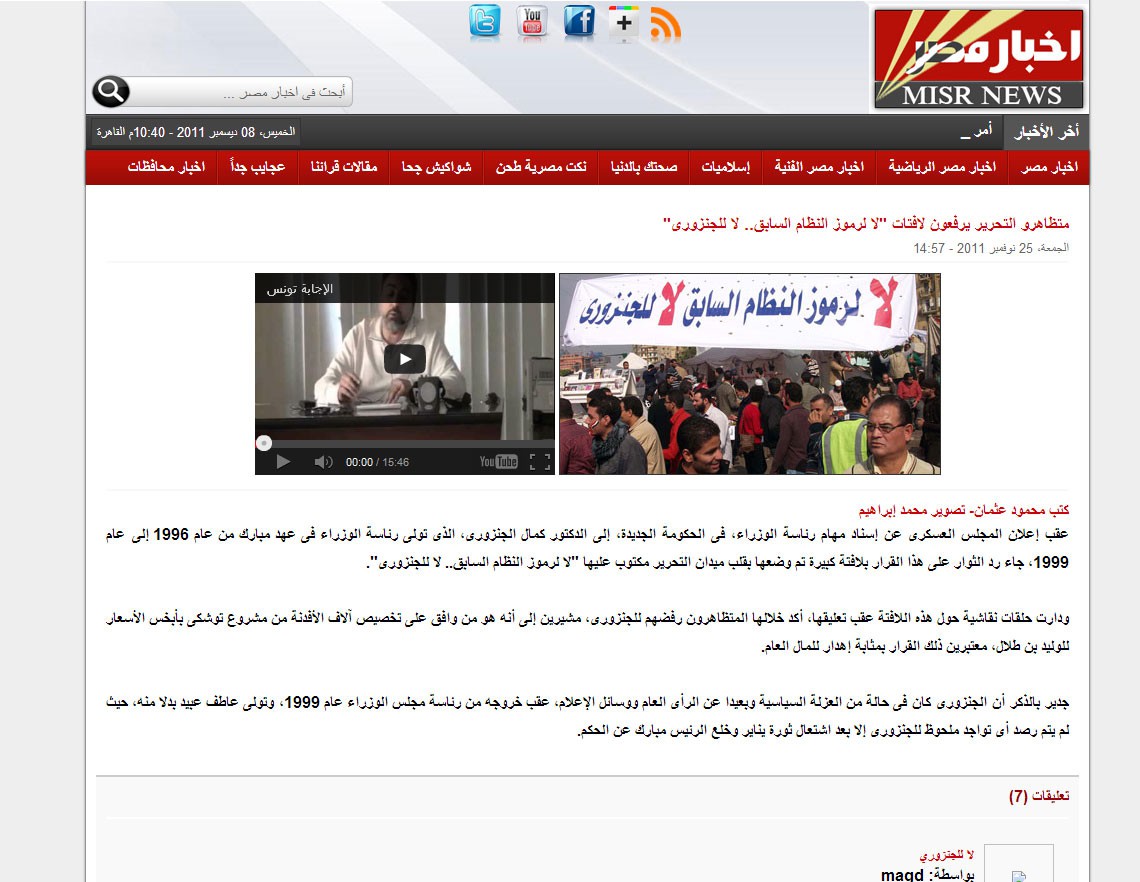 اخبار مصر
MISR NEWS
You
Tube
أبحث فى اخبار مصر ...
أخر الأخبار
أمر _
الخميس، 08 ديسمبر 2011 - 10:40م القاهرة
اخبار مصر
اخبار مصر الرياضية
اخبار مصر الفنية
إسلاميات
صحتك بالدنيا
نكت مصرية طحن
شواكيش جحا
مقالات قرائنا
عجايب جداً
اخبار محافظات
متظاهرو التحرير يرفعون لافتات "لا لرموز النظام السابق.. لا للجنزورى"
الجمعة، 25 نوفمبر 2011 - 14:57
لا لرموز النظام السابق لا للجنزورى
الإجابة تونس
00:00 / 15:46
YouTube
كتب محمود عثمان- تصوير محمد إبراهيم
عقب إعلان المجلس العسكرى عن إسناد مهام رئاسة الوزراء، فى الحكومة الجديدة، إلى الدكتور كمال الجنزورى، الذى تولى رئاسة الوزراء فى عهد مبارك من عام 1996 إلى عام
1999، جاء رد الثوار على هذا القرار بلافتة كبيرة تم وضعها بقلب ميدان التحرير مكتوب عليها "لا لرموز النظام السابق.. لا للجنزورى".
ودارت حلقات نقاشية حول هذه اللافتة عقب تعليقها، أكد خلالها المتظاهرون رفضهم للجنزورى، مشيرين إلى أنه هو من وافق على تخصيص آلاف الأفدنة من مشروع توشكى بأبخس الأسعار
للوليد بن طلال، معتبرين ذلك القرار بمثابة إهدار للمال العام.
جدير بالذكر أن الجنزورى كان فى حالة من العزلة السياسية وبعيدا عن الرأى العام ووسائل الإعلام، عقب خروجه من رئاسة مجلس الوزراء عام 1999، وتولى عاطف عبيد بدلا منه، حيث
لم يتم رصد أى تواجد ملحوظ للجنزورى إلا بعد اشتعال ثورة يناير وخلع الرئيس مبارك عن الحكم.
تعليقات (7)
لا للجنزوري
بواسطة: magd